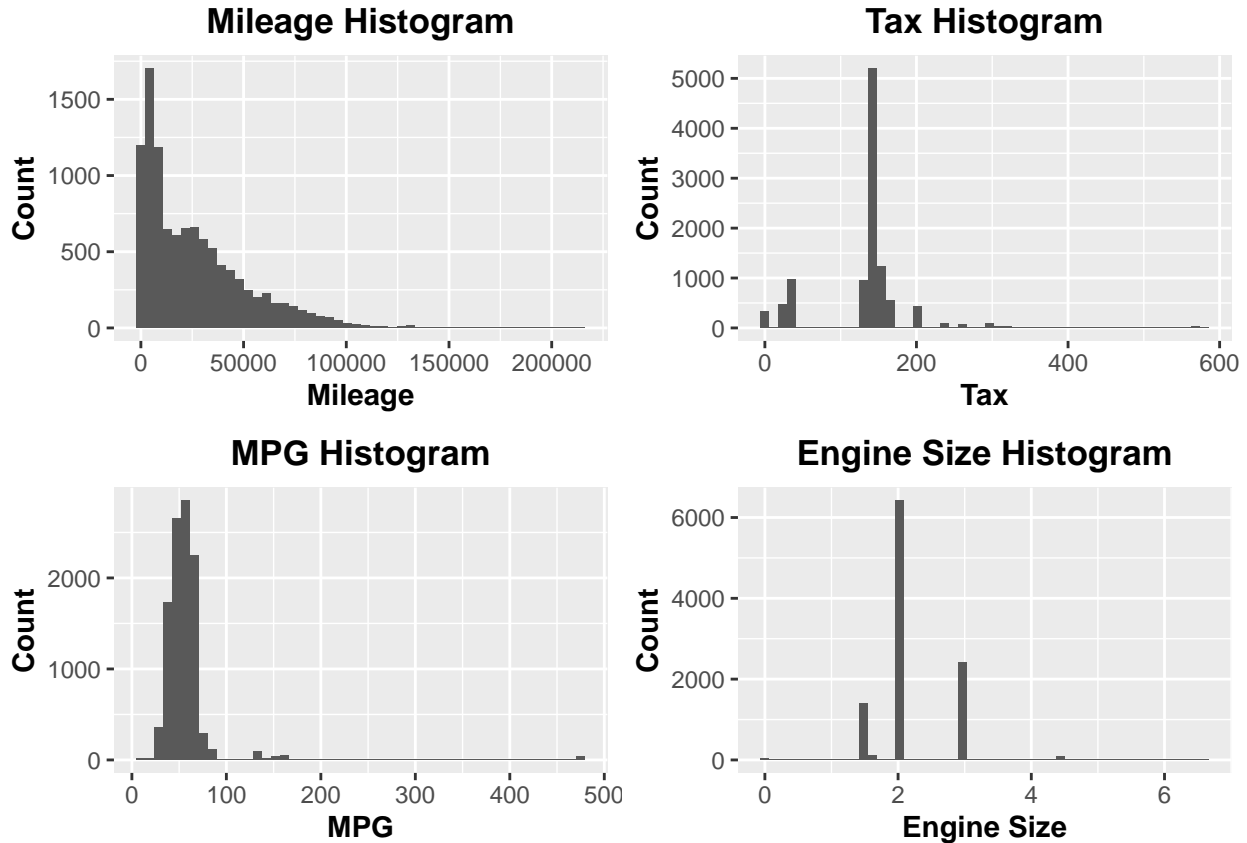 Mileage Histogram
Count
1500
1000
500
0
0 50000 100000 150000 200000
Mileage
Tax Histogram
Count
5000
4000
3000
2000
1000
0
0 200 400 600
Tax
MPG Histogram
Count
2000
1000
0
0 100 200 300 400 500
MPG
Engine Size Histogram
Count
6000
4000
2000
0
0 2 4 6
Engine Size